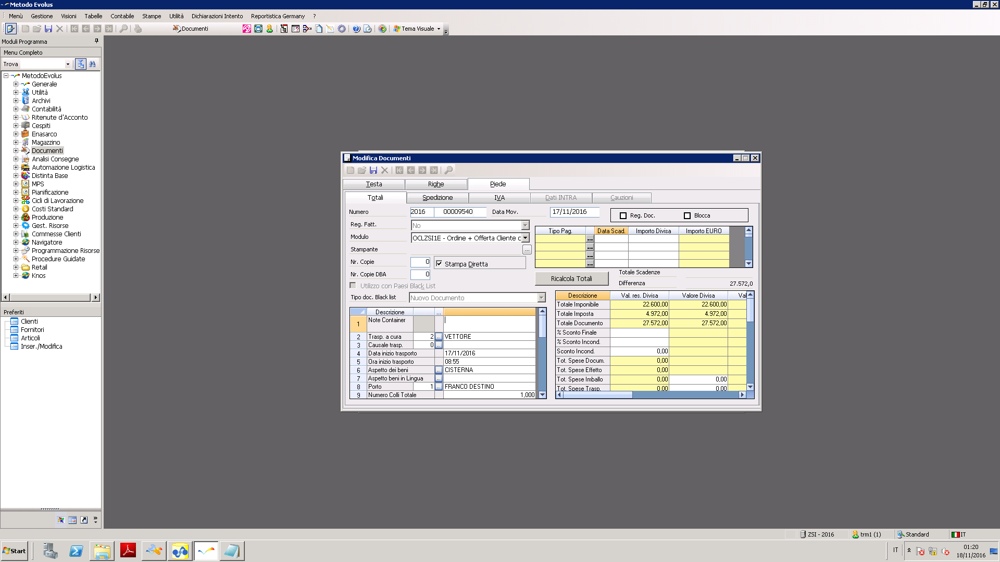 Metodo Evolus
Menù Gestione Visioni Tabelle Contabile Stampe Utilità Dichiarazioni Intento Reportistica Germany ?
Documenti Tema Visuale
Moduli Programma
Menu Completo
Trova
MetodoEvolus
Generale
Utilità
Archivi
Contabilità
Ritenute d'Acconto
Cespiti
Enasarco
Magazzino
Documenti
Analisi Consegne
Automazione Logistica
Distinta Base
MPS
Pianificazione
Cicli di Lavorazione
Costi Standard
Produzione
Gest. Risorse
Commesse Clienti
Navigatore
Programmazione Risorse
Procedure Guidate
Retail
Knos
Preferiti
Clienti
Fornitori
Articoli
Inser./Modifica
Modifica Documenti
Testa Righe Piede
Totali Spedizione IVA Dati INTRA Cauzioni
Numero 2016 00009540 Data Mov. 17/11/2016 Reg. Doc. Blocca
Reg. Fatt. No
Modulo OCLZSI1E - Ordine + Offerta Cliente c
Stampante ...
Nr. Copie 0 Stampa Diretta
Nr. Copie DBA 0
Utilizzo con Paesi Black List
Tipo doc. Black list Nuovo Documento
Tipo Pag. Data Scad. Importo Divisa Importo EURO
...
...
...
...
Ricalcola Totali Totale Scadenze
Differenza 27.572,0
Descrizione ...
1 Note Container
2 Trasp. a cura 2 ... VETTORE
3 Causale trasp. 0 ...
4 Data inizio trasporto 17/11/2016
5 Ora inizio trasporto 08:55
6 Aspetto dei beni ... CISTERNA
7 Aspetto beni in Lingua ...
8 Porto 1 ... FRANCO DESTINO
9 Numero Colli Totale 1,000
Descrizione Val. res. Divisa Valore Divisa Val
Totale Imponibile 22.600,00 22.600,00
Totale Imposta 4.972,00 4.972,00
Totale Documento 27.572,00 27.572,00
% Sconto Finale
% Sconto Incond.
Sconto Incond. 0,00
Tot. Spese Docum. 0,00
Tot. Spese Effetto 0,00
Tot. Spese Imballo 0,00 0,00
Tot. Spese Trasp. 0,00 0,00
ZSI - 2016 trm1 (1) Standard IT
Start IT 01:20
18/11/2016